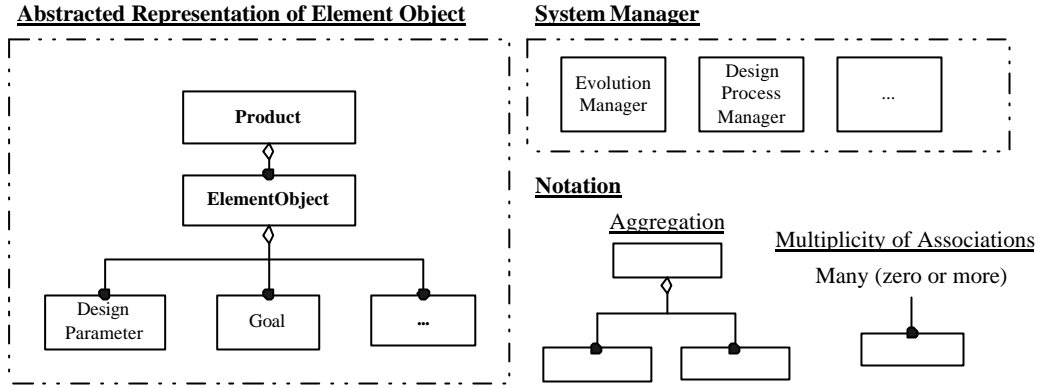 Abstracted Representation of Element Object
Product
ElementObject
Design
Parameter
Goal
...
System Manager
Evolution
Manager
Design
Process
Manager
...
Notation
Aggregation
Multiplicity of Associations
Many (zero or more)